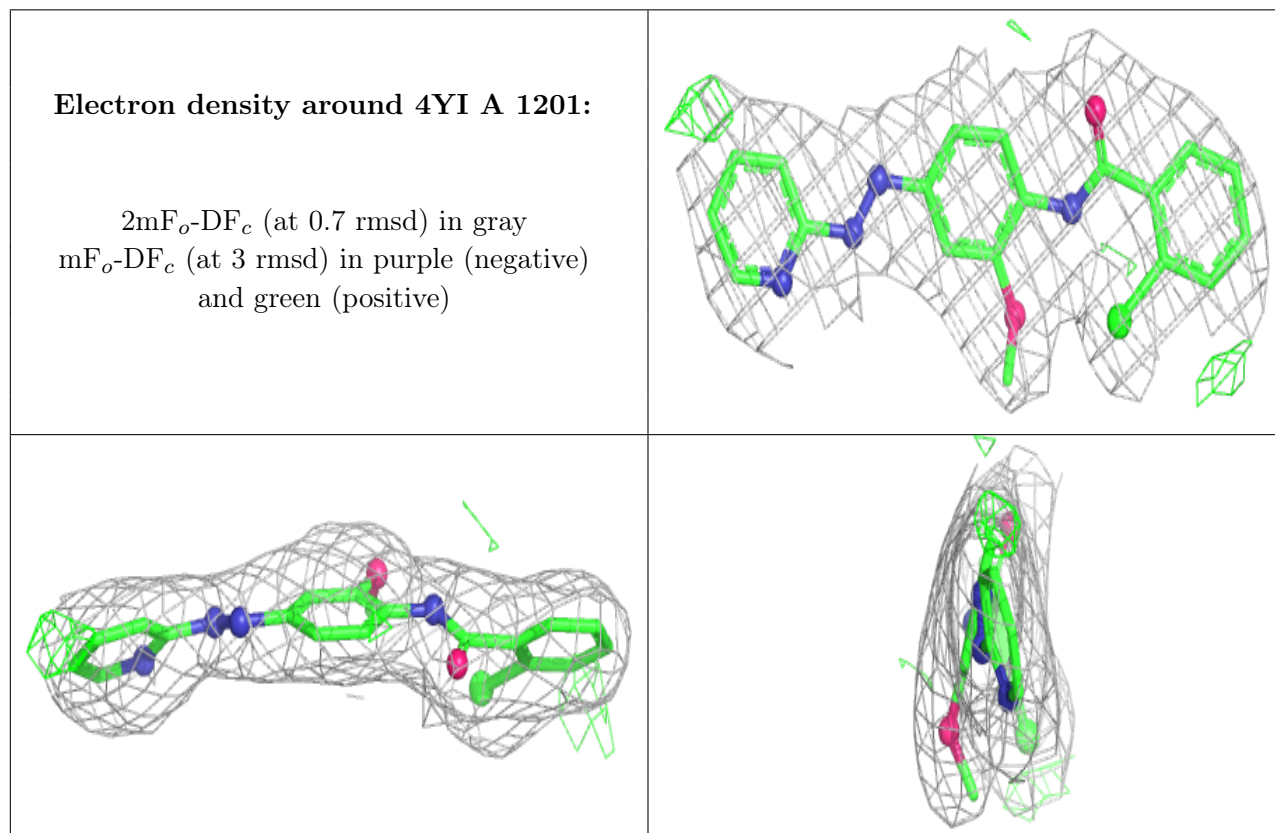 Electron density around 4YI A 1201:
2mFo-DFc (at 0.7 rmsd) in gray
mFo-DFc (at 3 rmsd) in purple (negative)
and green (positive)